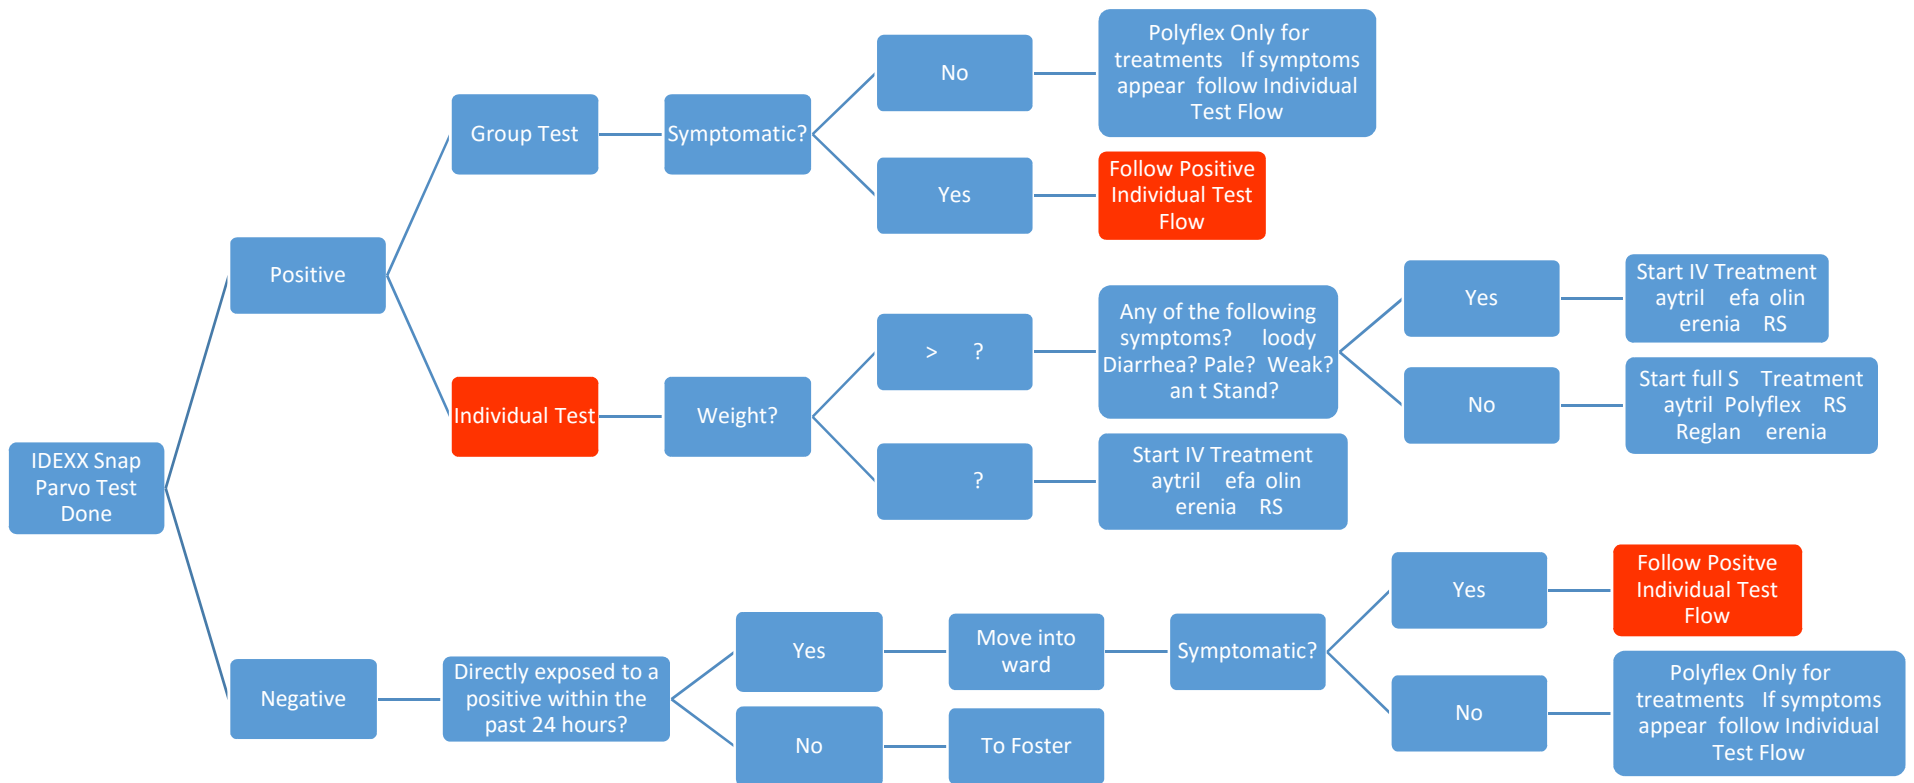 IDEXX Snap
Parvo Test
Done
Positive
Group Test
Symptomatic?
No
Polyflex Only for
treatments If symptoms
appear follow Individual
Test Flow
Yes
Follow Positive
Individual Test
Flow
Individual Test
Weight?
> ?
Any of the following
symptoms? loody
Diarrhea? Pale? Weak?
an t Stand?
Yes
Start IV Treatment
aytril efa olin
erenia RS
No
Start full S Treatment
aytril Polyflex RS
Reglan erenia
?
Start IV Treatment
aytril efa olin
erenia RS
Negative
Directly exposed to a
positive within the
past 24 hours?
Yes
Move into
ward
Symptomatic?
Yes
Follow Positve
Individual Test
Flow
No
Polyflex Only for
treatments If symptoms
appear follow Individual
Test Flow
No
To Foster